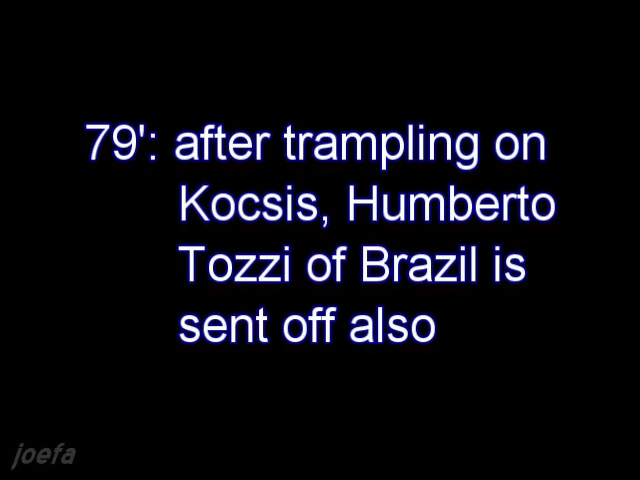 79': after trampling on
Kocsis, Humberto
Tozzi of Brazil is
sent off also
joefa